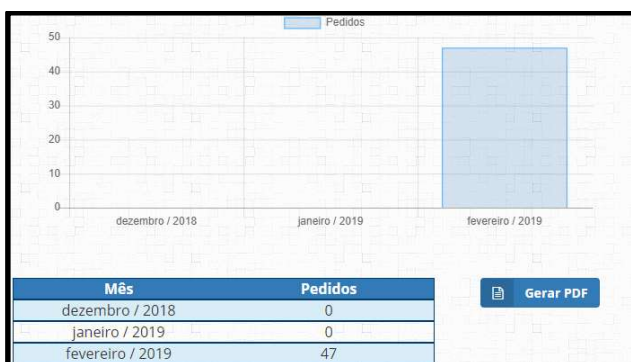 Pedidos
50
40
30
20
10
0
dezembro / 2018 janeiro / 2019 fevereiro / 2019
Mês Pedidos
dezembro / 2018 0
janeiro / 2019 0
fevereiro / 2019 47
Gerar PDF